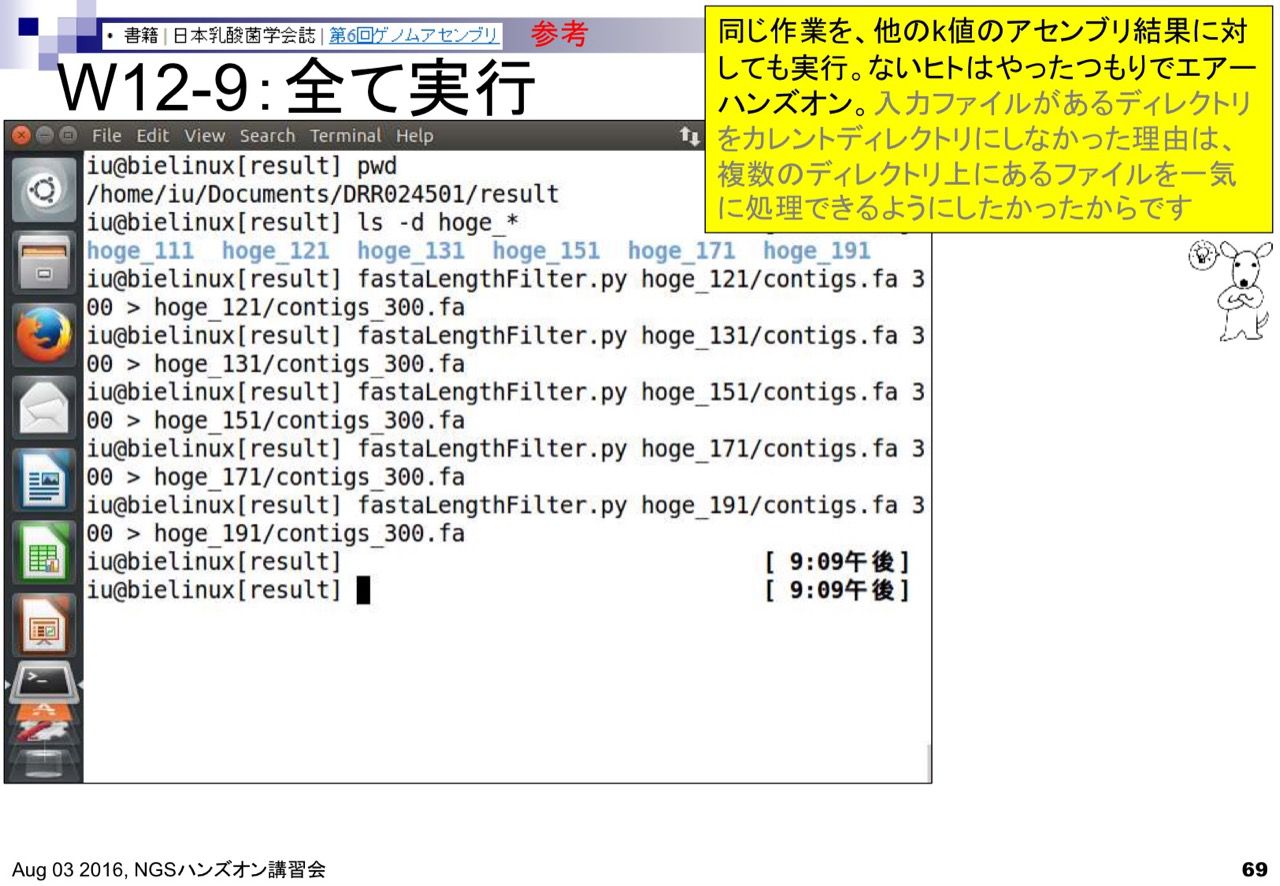 • 書籍 | 日本乳酸菌学会誌 | 第6回ゲノムアセンブリ 参考
W12-9：全て実行
同じ作業を、他のk値のアセンブリ結果に対
しても実行。ないヒトはやったつもりでエアー
ハンズオン。入力ファイルがあるディレクトリ
をカレントディレクトリにしなかった理由は、
複数のディレクトリ上にあるファイルを一気
に処理できるようにしたかったからです
File Edit View Search Terminal Help
iu@bielinux[result] pwd
/home/iu/Documents/DRR024501/result
iu@bielinux[result] ls -d hoge_*
hoge_111 hoge_121 hoge_131 hoge_151 hoge_171 hoge_191
iu@bielinux[result] fastaLengthFilter.py hoge_121/contigs.fa 3
00 > hoge_121/contigs_300.fa
iu@bielinux[result] fastaLengthFilter.py hoge_131/contigs.fa 3
00 > hoge_131/contigs_300.fa
iu@bielinux[result] fastaLengthFilter.py hoge_151/contigs.fa 3
00 > hoge_151/contigs_300.fa
iu@bielinux[result] fastaLengthFilter.py hoge_171/contigs.fa 3
00 > hoge_171/contigs_300.fa
iu@bielinux[result] fastaLengthFilter.py hoge_191/contigs.fa 3
00 > hoge_191/contigs_300.fa
iu@bielinux[result] [ 9:09午後]
iu@bielinux[result] [ 9:09午後]
Aug 03 2016, NGSハンズオン講習会
69